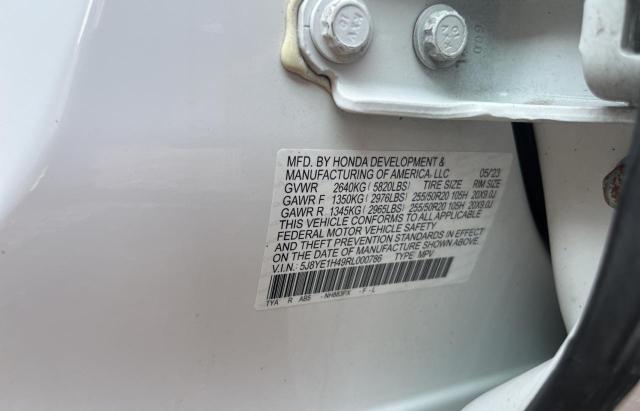 MFD. BY HONDA DEVELOPMENT &
MANUFACTURING OF AMERICA, LLC 05/23
GVWR 2640KG(5820LBS) TIRE SIZE RIM SIZE
GAWR F 1350KG(2976LBS) 255/50R20 105H 20X9.0J
GAWR R 1345KG(2965LBS) 255/50R20 105H 20X9.0J
THIS VEHICLE CONFORMS TO ALL APPLICABLE
FEDERAL MOTOR VEHICLE SAFETY
AND THEFT PREVENTION STANDARDS IN EFFECT
ON THE DATE OF MANUFACTURE SHOWN ABOVE.
V.I.N.: 5J8YE1H49RL000786 TYPE: MPV
TYA R AB5 -NH883PX -F-L